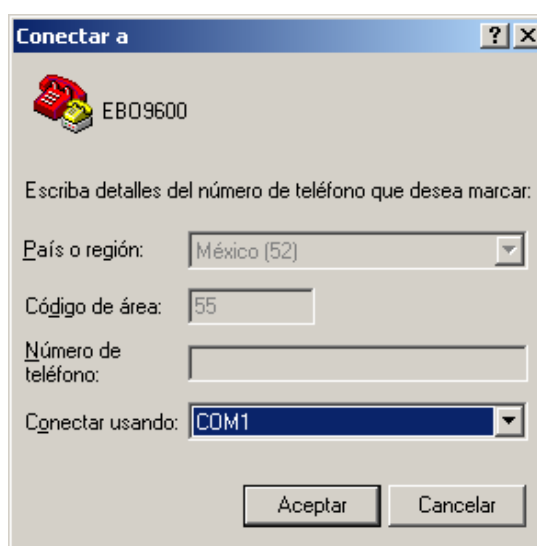 Conectar a
EBO9600
Escriba detalles del número de teléfono que desea marcar:
País o región: México (52)
Código de área: 55
Número de
teléfono:
Conectar usando: COM1
Aceptar Cancelar